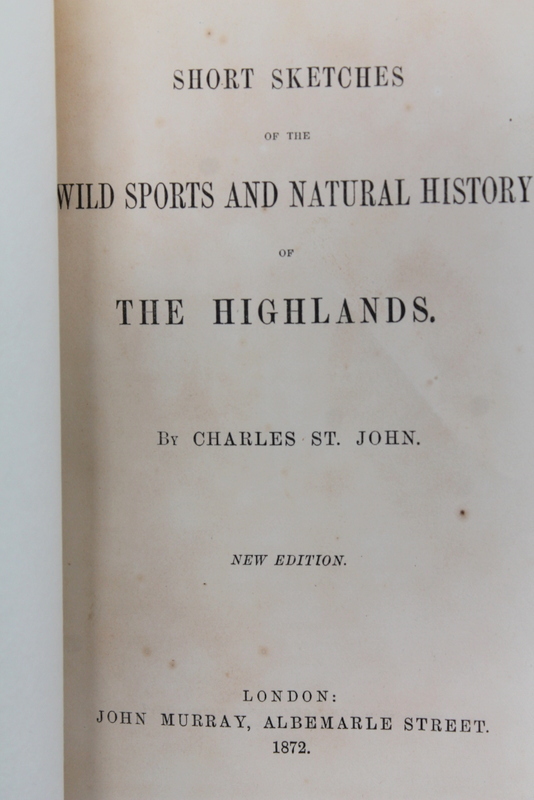 SHORT SKETCHES
OF THE
WILD SPORTS AND NATURAL HISTORY
OF
THE HIGHLANDS.
By CHARLES ST. JOHN.
NEW EDITION.
LONDON:
JOHN MURRAY, ALBEMARLE STREET.
1872.